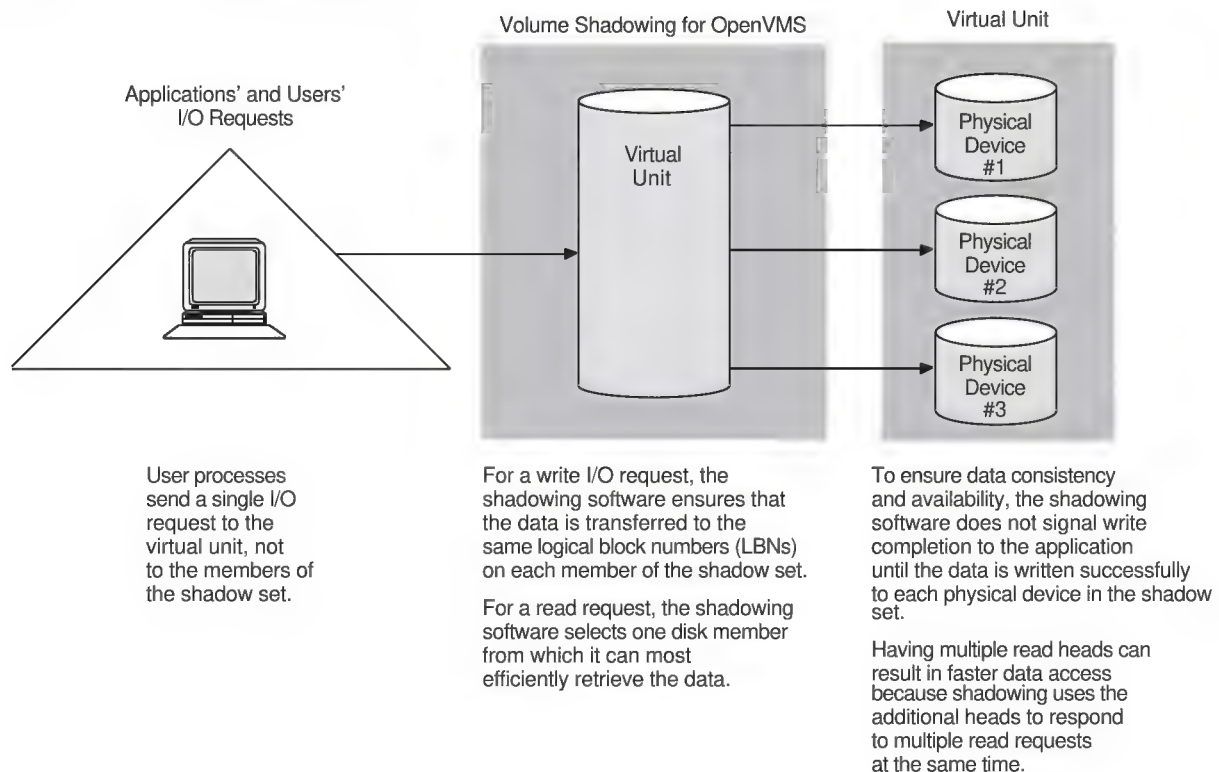 Volume Shadowing for OpenVMS
Virtual Unit
Applications' and Users'
I/O Requests
Virtual
Unit
Physical
Device
#1
Physical
Device
#2
Physical
Device
#3
User processes
send a single I/O
request to the
virtual unit, not
to the members of
the shadow set.
For a write I/O request, the
shadowing software ensures that
the data is transferred to the
same logical block numbers (LBNs)
on each member of the shadow set.
For a read request, the shadowing
software selects one disk member
from which it can most
efficiently retrieve the data.
To ensure data consistency
and availability, the shadowing
software does not signal write
completion to the application
until the data is written successfully
to each physical device in the shadow
set.
Having multiple read heads can
result in faster data access
because shadowing uses the
additional heads to respond
to multiple read requests
at the same time.